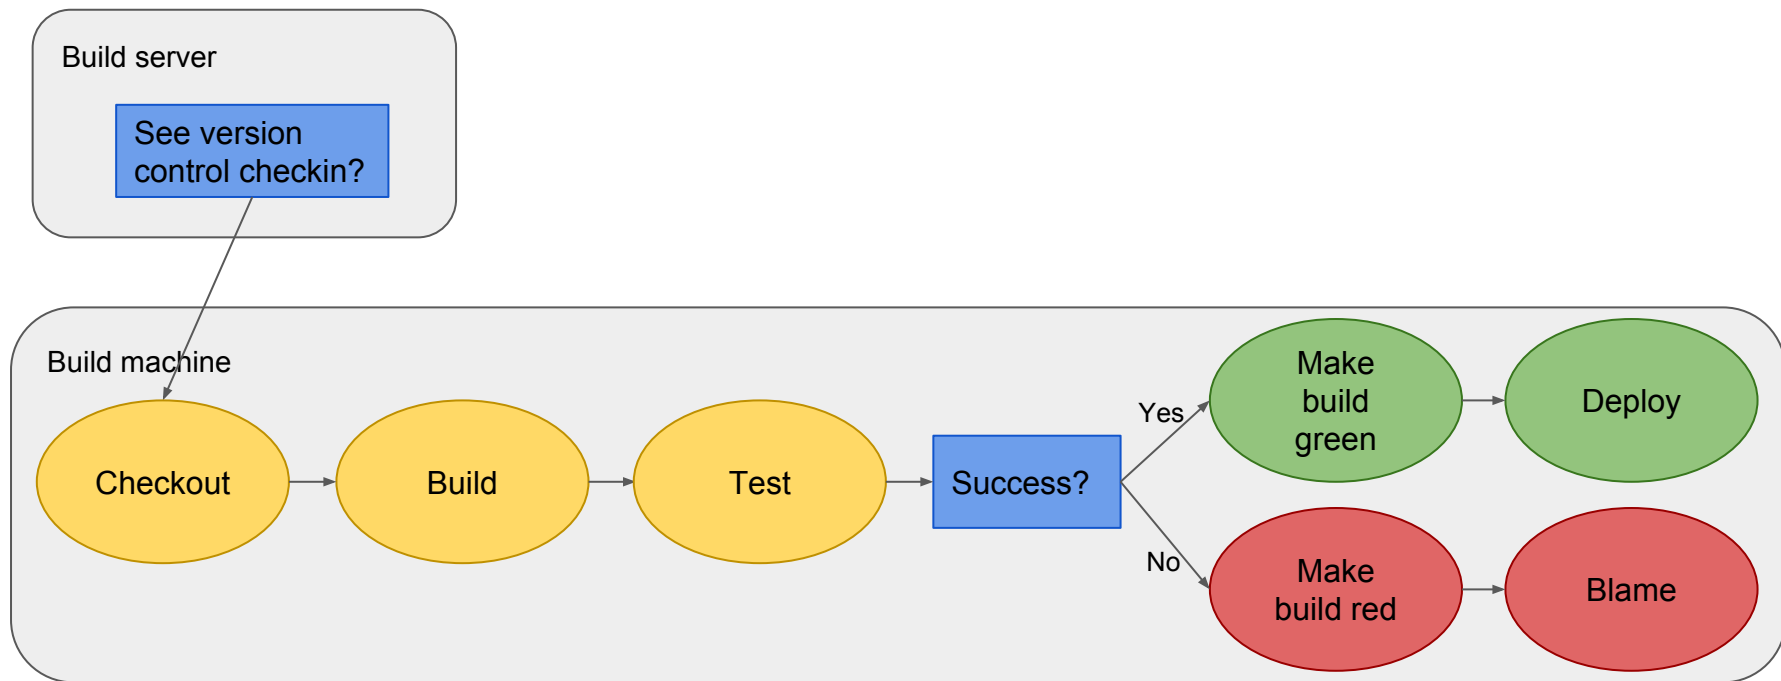 Build server
See version
control checkin?
Build machine
Checkout
Build
Test
Success?
Yes
No
Make
build
green
Deploy
Make
build red
Blame